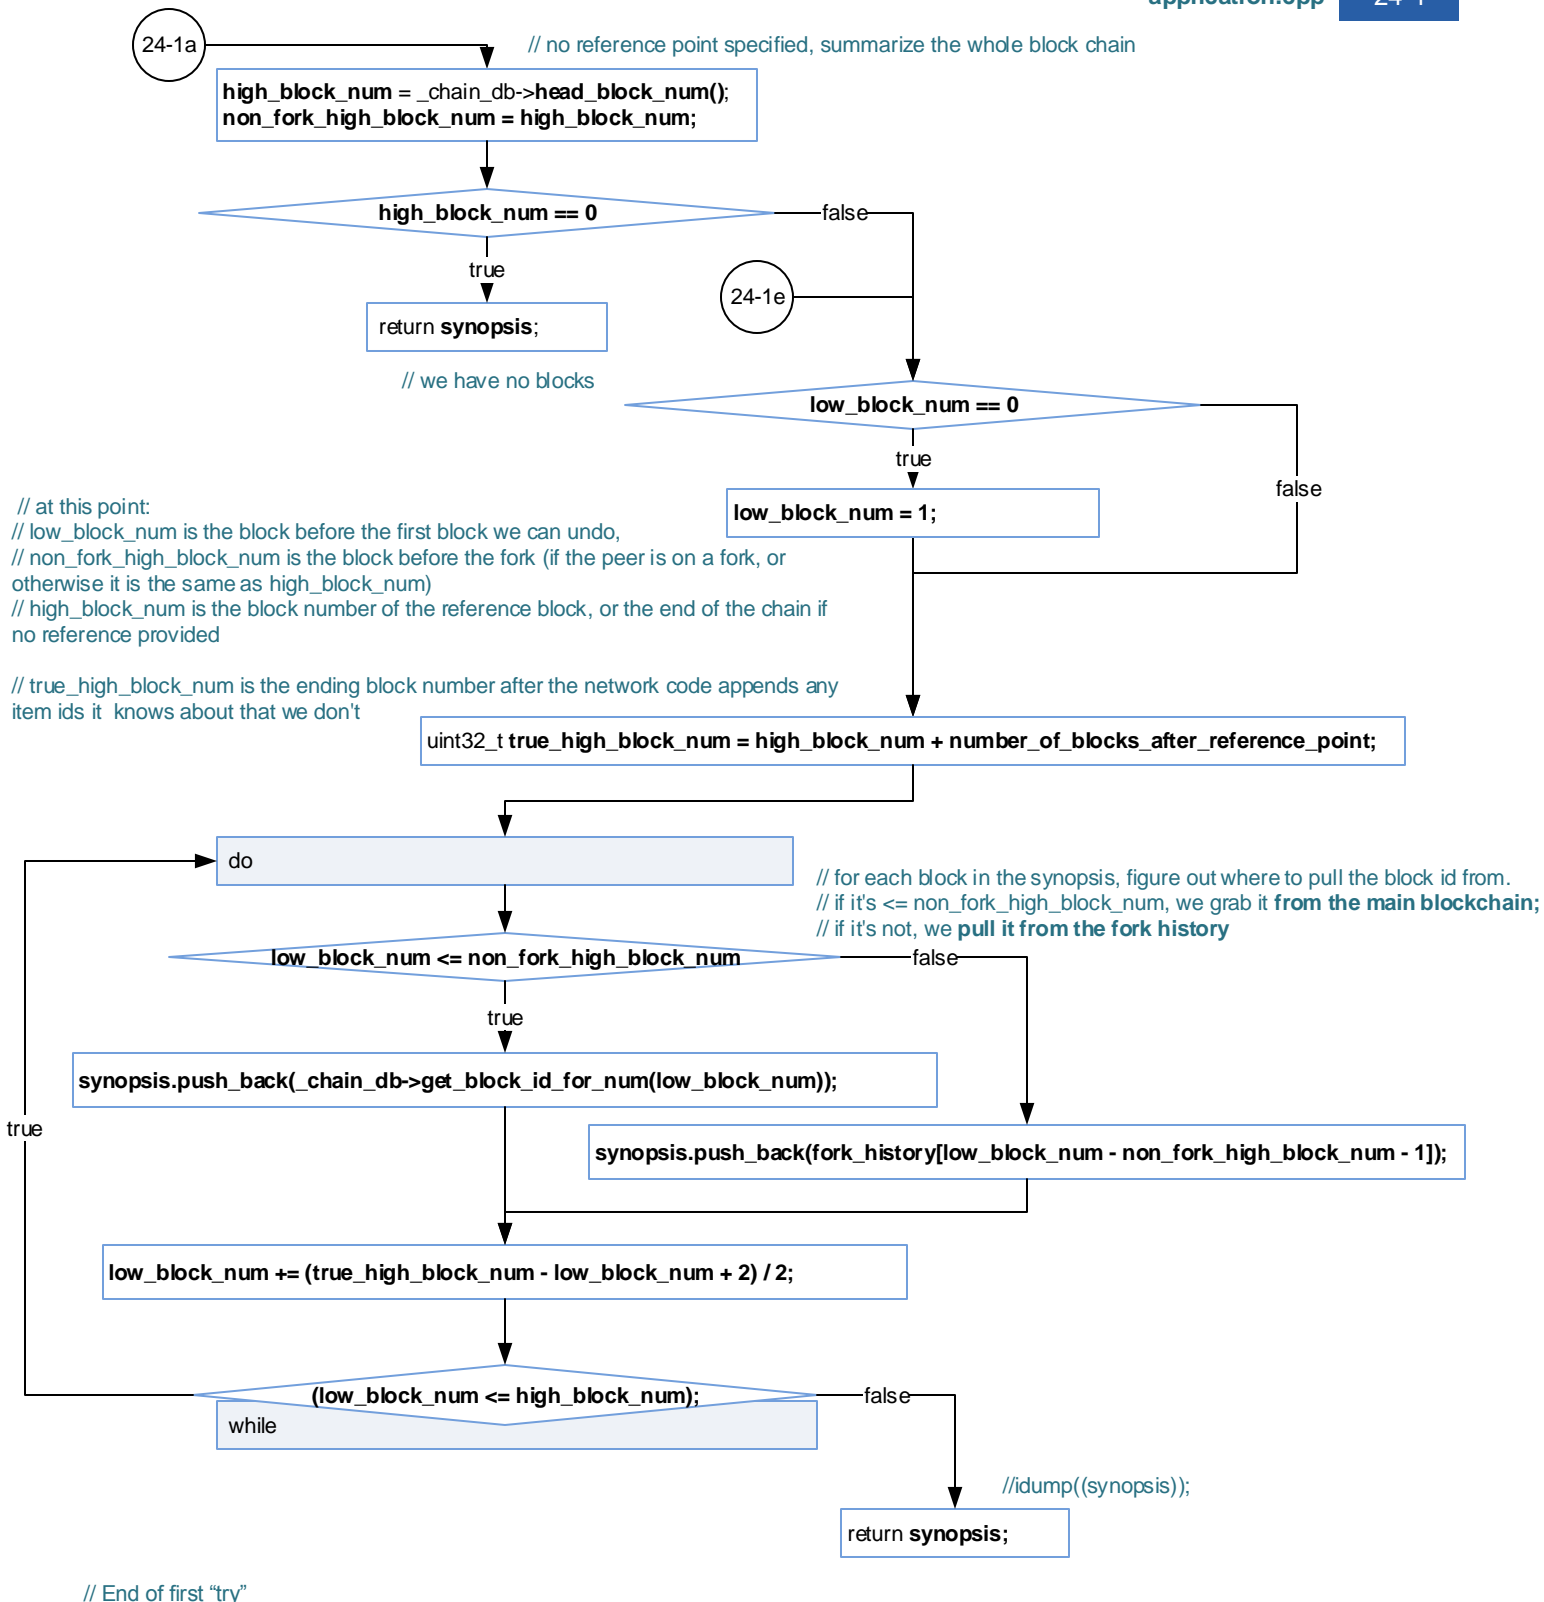 application.cpp
24-1
24-1a
// no reference point specified, summarize the whole block chain
high_block_num = _chain_db->head_block_num();
non_fork_high_block_num = high_block_num;
high_block_num == 0
false
true
24-1e
return synopsis;
// we have no blocks
low_block_num == 0
true
false
low_block_num = 1;
// at this point:
// low_block_num is the block before the first block we can undo,
// non_fork_high_block_num is the block before the fork (if the peer is on a fork, or
otherwise it is the same as high_block_num)
// high_block_num is the block number of the reference block, or the end of the chain if
no reference provided
// true_high_block_num is the ending block number after the network code appends any
item ids it  knows about that we don't
uint32_t true_high_block_num = high_block_num + number_of_blocks_after_reference_point;
do
// for each block in the synopsis, figure out where to pull the block id from.
// if it's <= non_fork_high_block_num, we grab it from the main blockchain;
// if it's not, we pull it from the fork history
low_block_num <= non_fork_high_block_num
false
true
synopsis.push_back(_chain_db->get_block_id_for_num(low_block_num));
true
synopsis.push_back(fork_history[low_block_num - non_fork_high_block_num - 1]);
low_block_num += (true_high_block_num - low_block_num + 2) / 2;
(low_block_num <= high_block_num);
false
while
//idump((synopsis));
return synopsis;
// End of first “try”